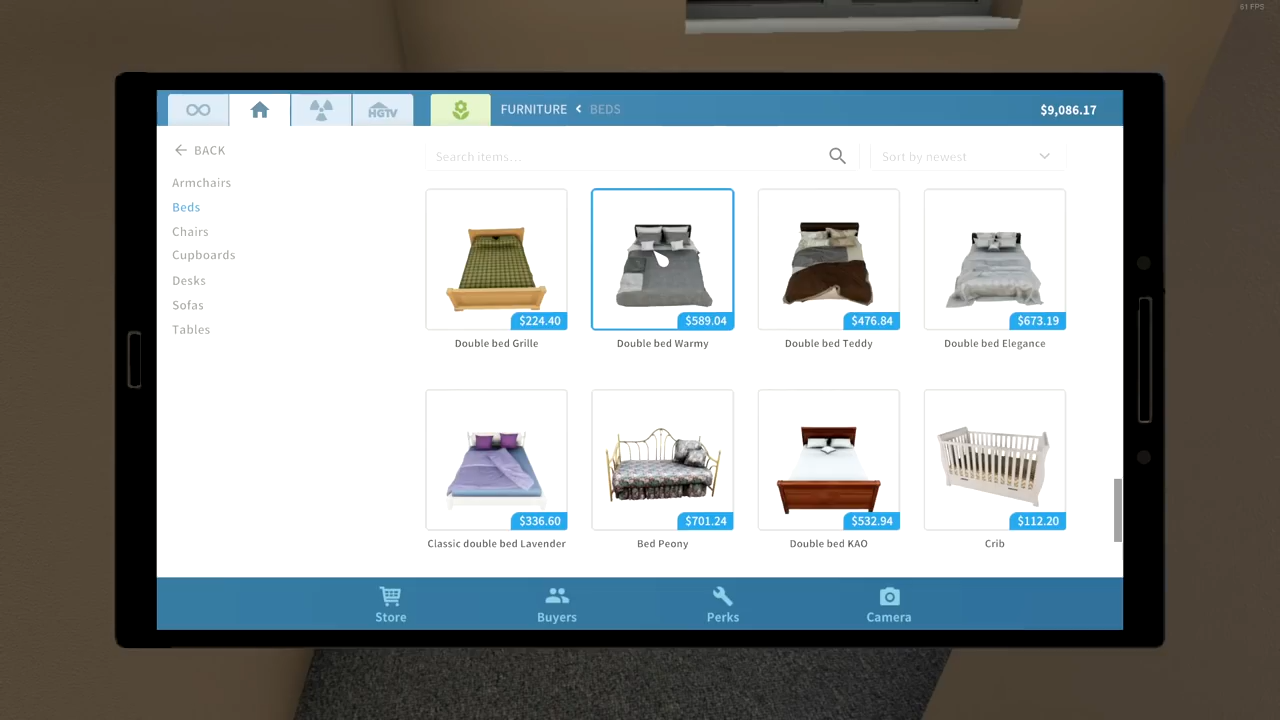 61 FPS
HGTV
FURNITURE < BEDS
$9,086.17
BACK
Search items...
Sort by newest
Armchairs
Beds
Chairs
Cupboards
Desks
Sofas
Tables
$224.40
$589.04
$476.84
$673.19
Double bed Grille
Double bed Warmy
Double bed Teddy
Double bed Elegance
$336.60
$701.24
$532.94
$112.20
Classic double bed Lavender
Bed Peony
Double bed KAO
Crib
Store
Buyers
Perks
Camera